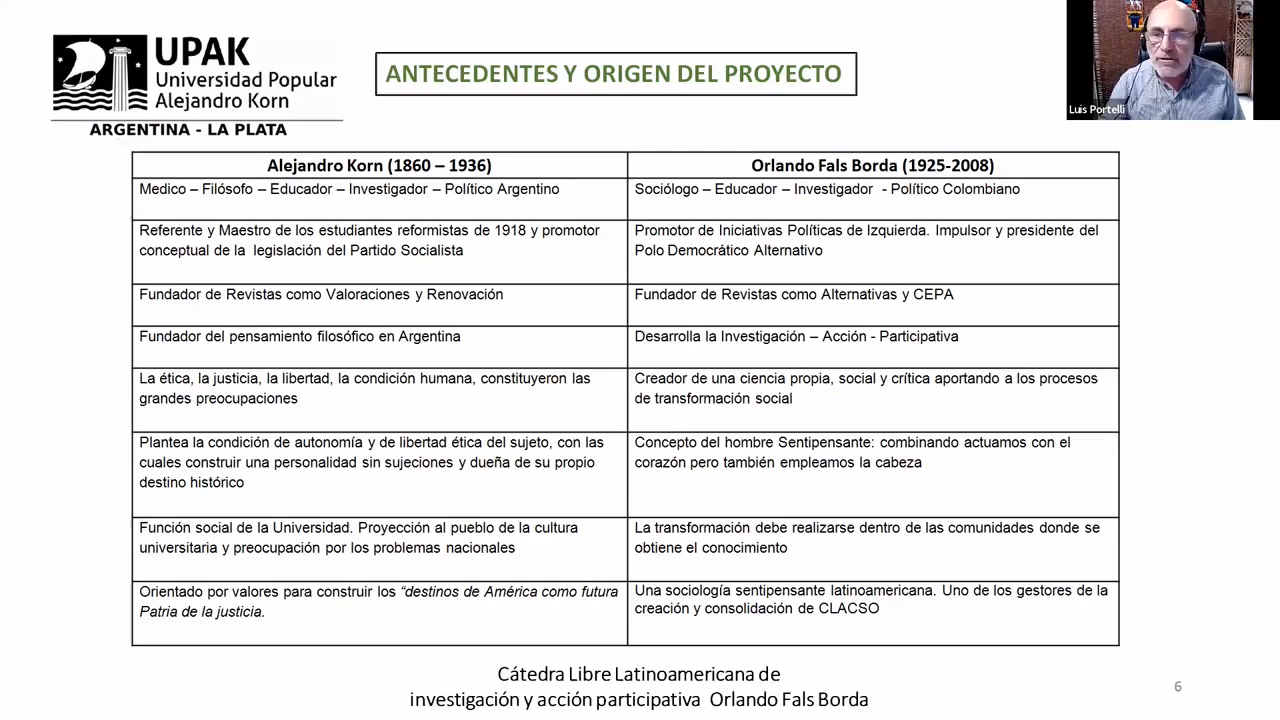 UPAK
Universidad Popular
Alejandro Korn
ARGENTINA - LA PLATA
ANTECEDENTES Y ORIGEN DEL PROYECTO
Luis Portelli
Alejandro Korn (1860 – 1936)
Orlando Fals Borda (1925-2008)
Medico – Filósofo – Educador – Investigador – Político Argentino
Sociólogo – Educador – Investigador - Político Colombiano
Referente y Maestro de los estudiantes reformistas de 1918 y promotor
conceptual de la legislación del Partido Socialista
Promotor de Iniciativas Políticas de Izquierda. Impulsor y presidente del
Polo Democrático Alternativo
Fundador de Revistas como Valoraciones y Renovación
Fundador de Revistas como Alternativas y CEPA
Fundador del pensamiento filosófico en Argentina
Desarrolla la Investigación – Acción - Participativa
La ética, la justicia, la libertad, la condición humana, constituyeron las
grandes preocupaciones
Creador de una ciencia propia, social y crítica aportando a los procesos
de transformación social
Plantea la condición de autonomía y de libertad ética del sujeto, con las
cuales construir una personalidad sin sujeciones y dueña de su propio
destino histórico
Concepto del hombre Sentipensante: combinando actuamos con el
corazón pero también empleamos la cabeza
Función social de la Universidad. Proyección al pueblo de la cultura
universitaria y preocupación por los problemas nacionales
La transformación debe realizarse dentro de las comunidades donde se
obtiene el conocimiento
Orientado por valores para construir los “destinos de América como futura
Patria de la justicia.
Una sociología sentipensante latinoamericana. Uno de los gestores de la
creación y consolidación de CLACSO
Cátedra Libre Latinoamericana de
investigación y acción participativa Orlando Fals Borda
6